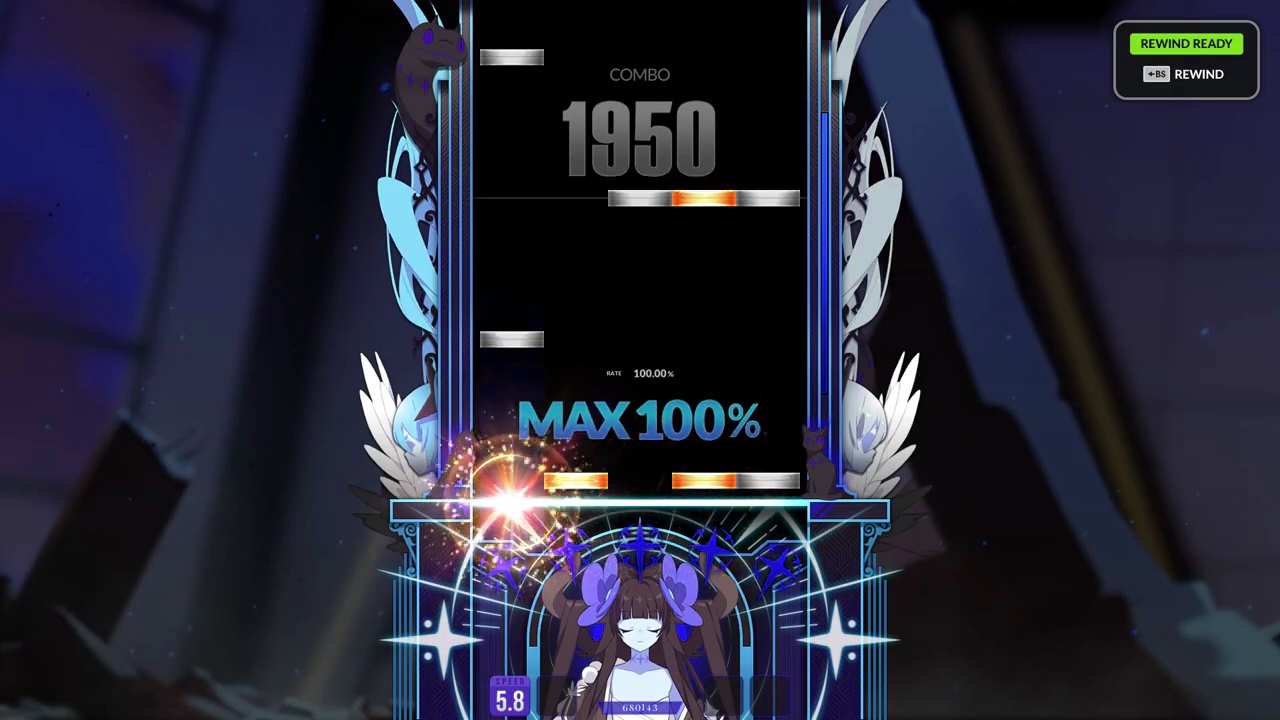 REWIND READY
←BS REWIND
COMBO
1950
RATE 100.00%
MAX 100%
SPEED
5.8
680143